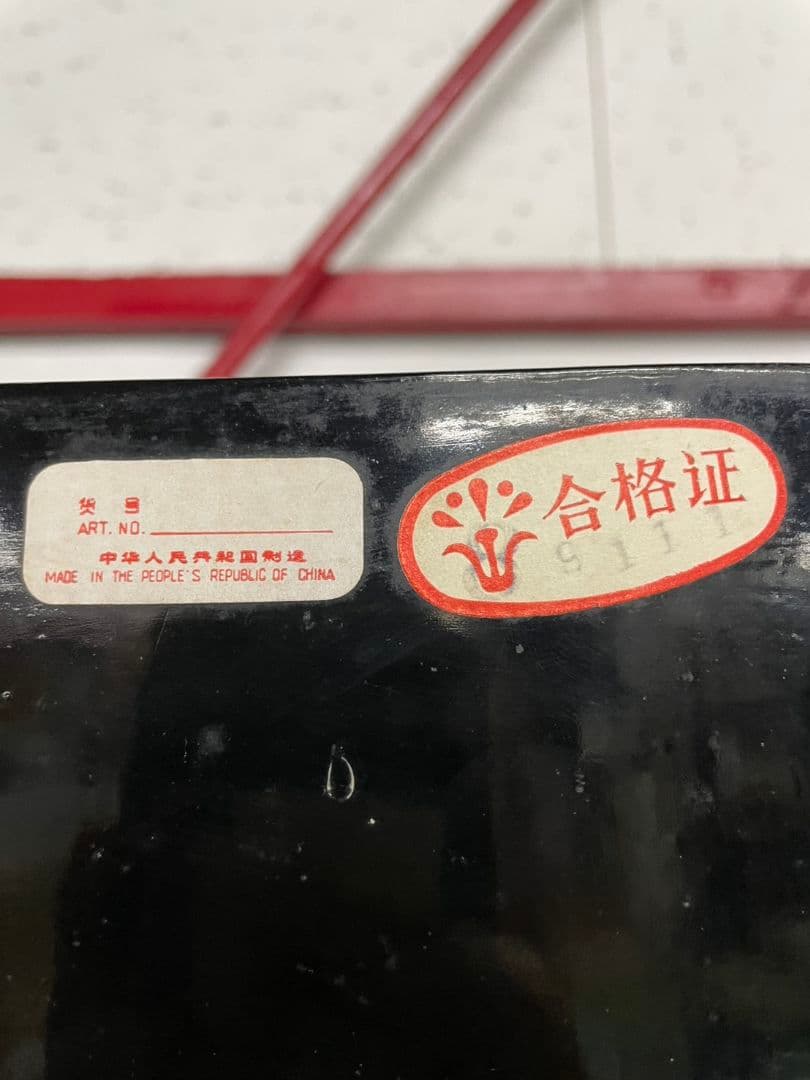 货号
ART. NO.
中华人民共和国制造
MADE IN THE PEOPLE'S REPUBLIC OF CHINA
合格证